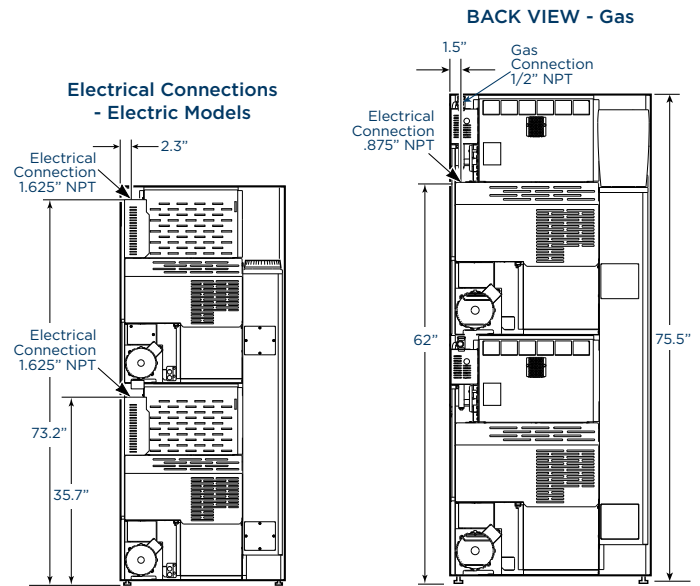 BACK VIEW - Gas
1.5”
Gas
Connection
1/2” NPT
Electrical
Connection
.875” NPT
62”
75.5”
Electrical Connections
- Electric Models
2.3”
Electrical
Connection
1.625” NPT
Electrical
Connection
1.625” NPT
73.2”
35.7”